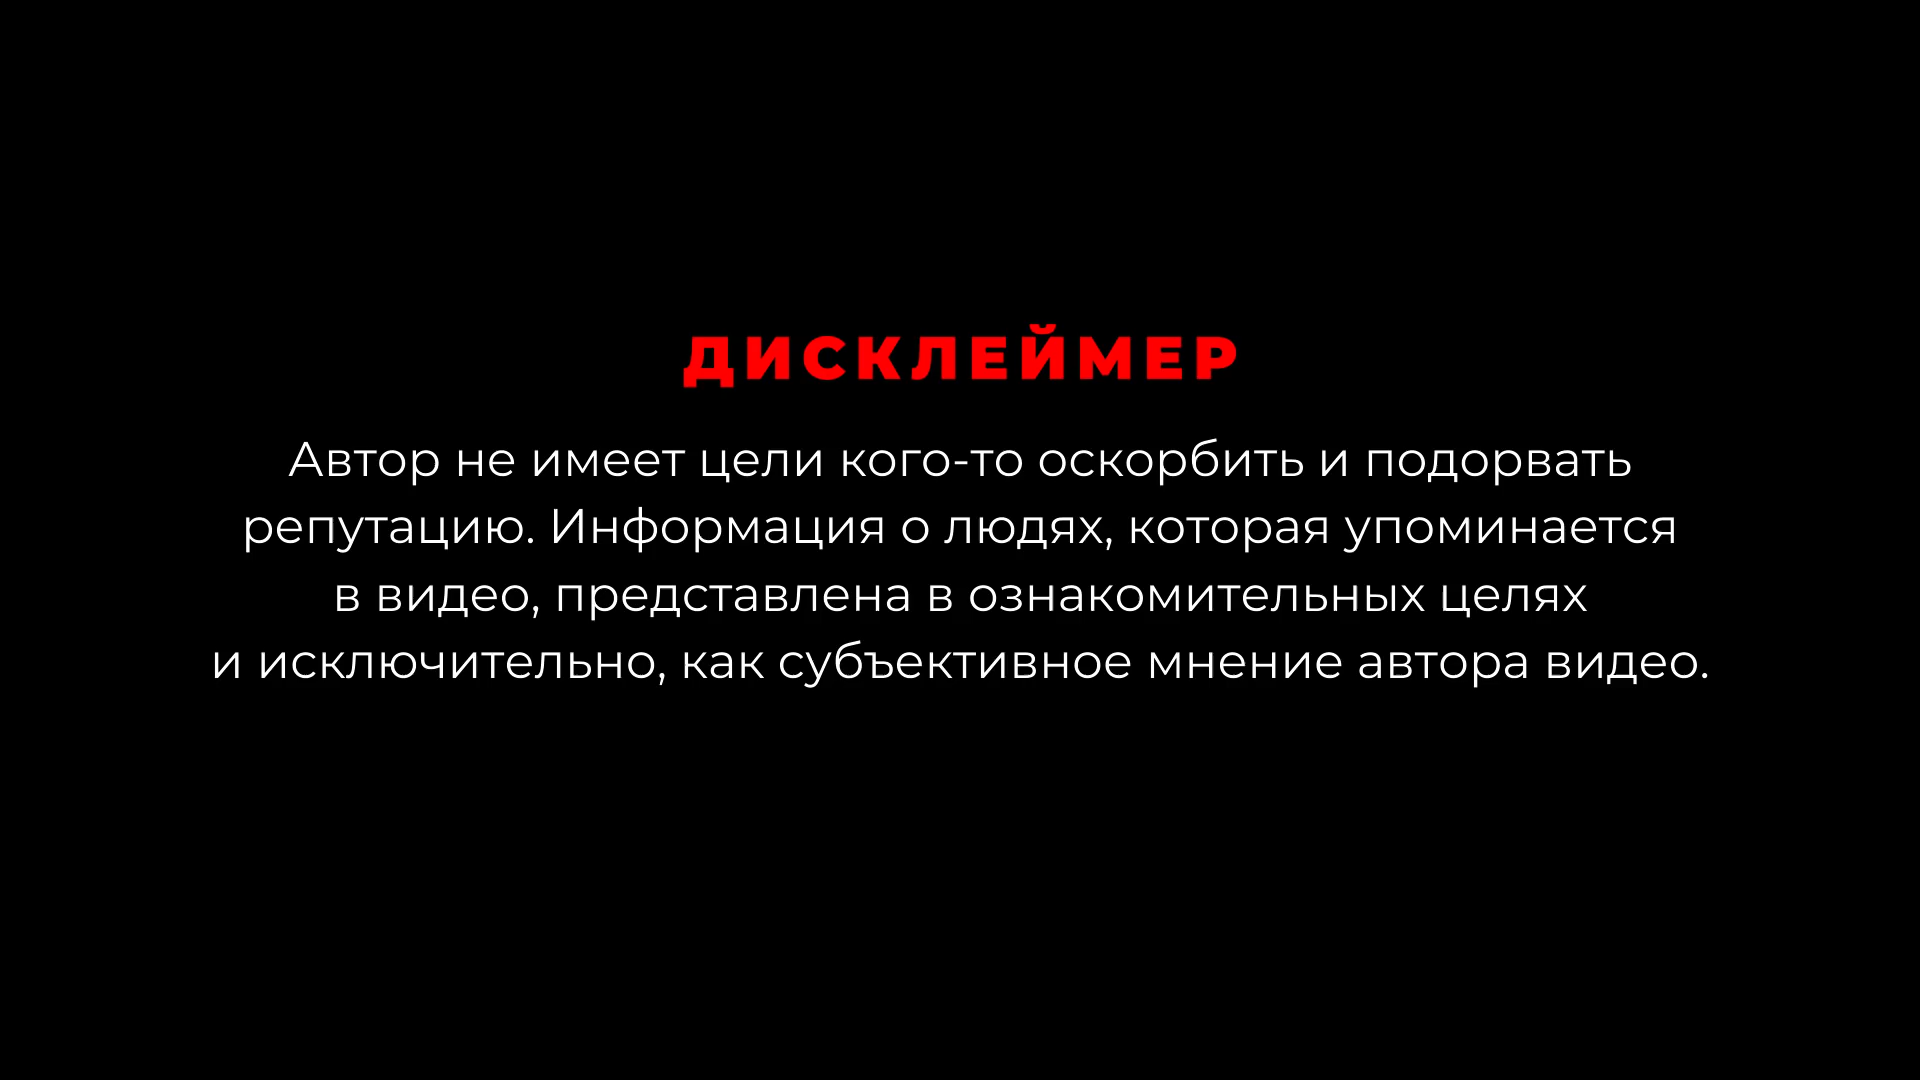 ДИСКЛЕЙМЕР
Автор не имеет цели кого-то оскорбить и подорвать
репутацию. Информация о людях, которая упоминается
в видео, представлена в ознакомительных целях
и исключительно, как субъективное мнение автора видео.